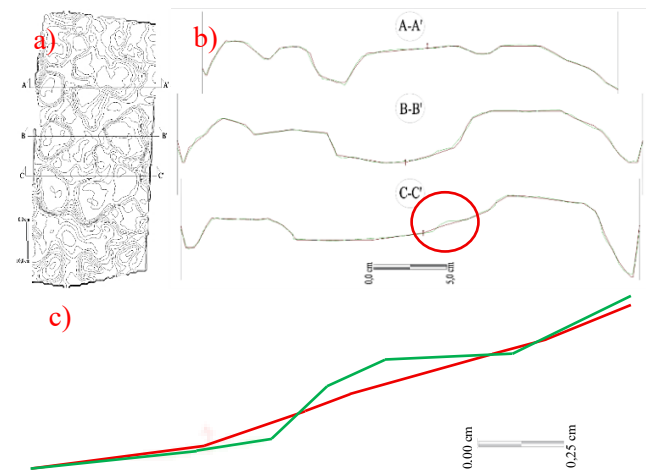 a)
b)
A-A'
A
A'
B-B'
B
B'
C-C'
C
C'
0,0 cm
5,0 cm
c)
0.00 cm
0,25 cm